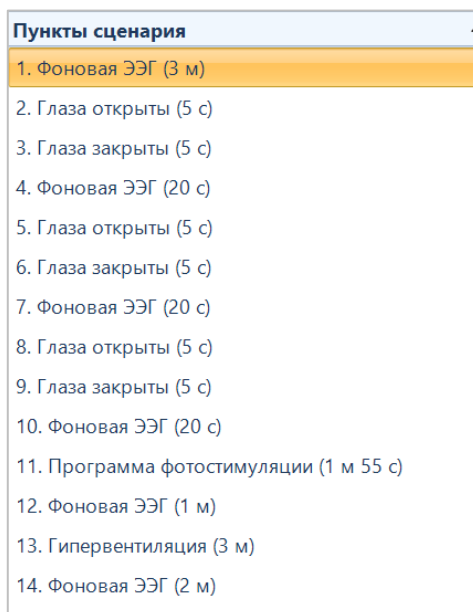 Пункты сценария
1. Фоновая ЭЭГ (3 м)
2. Глаза открыты (5 с)
3. Глаза закрыты (5 с)
4. Фоновая ЭЭГ (20 с)
5. Глаза открыты (5 с)
6. Глаза закрыты (5 с)
7. Фоновая ЭЭГ (20 с)
8. Глаза открыты (5 с)
9. Глаза закрыты (5 с)
10. Фоновая ЭЭГ (20 с)
11. Программа фотостимуляции (1 м 55 с)
12. Фоновая ЭЭГ (1 м)
13. Гипервентиляция (3 м)
14. Фоновая ЭЭГ (2 м)